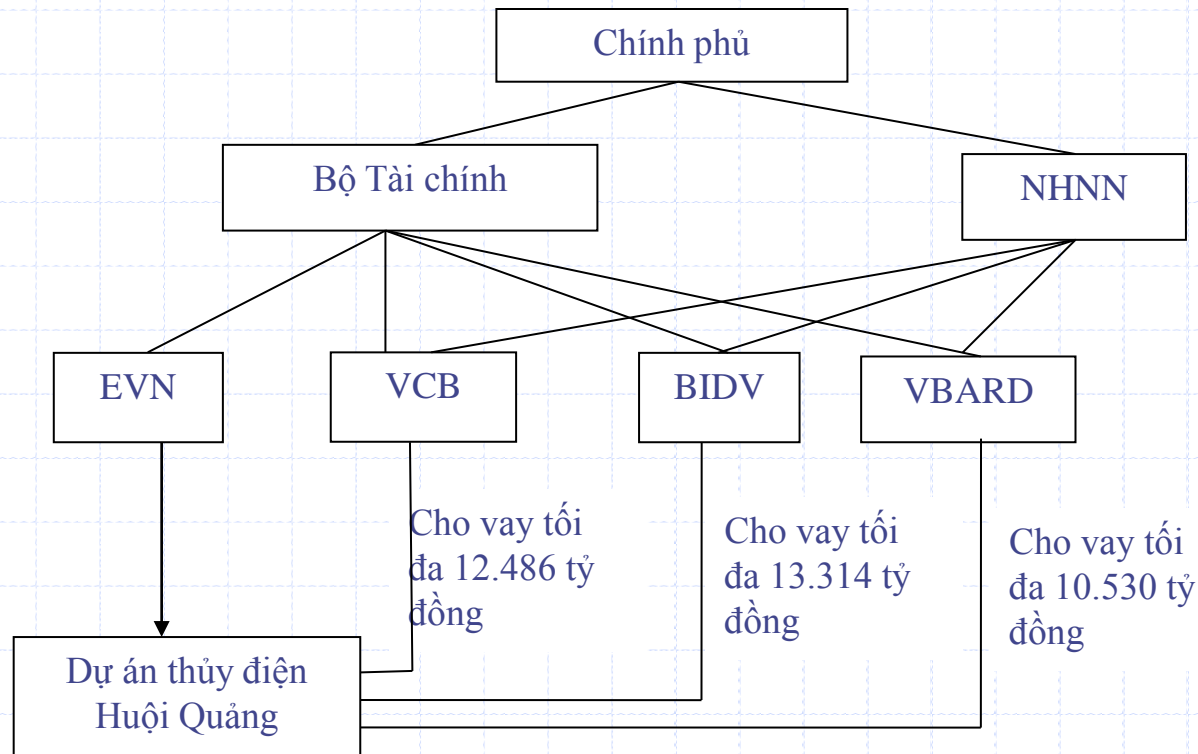 Chính phủ
Bộ Tài chính
NHNN
EVN
VCB
BIDV
VBARD
Cho vay tối
đa 12.486 tỷ
đồng
Cho vay tối
đa 13.314 tỷ
đồng
Cho vay tối
đa 10.530 tỷ
đồng
Dự án thủy điện
Huội Quảng